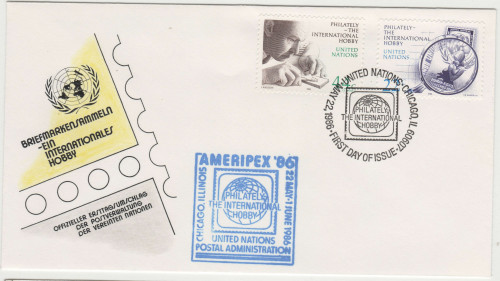 PHILATELY
-THE
INTERNATIONAL
HOBBY
UNITED
NATIONS
PHILATELY-
THE
INTERNATIONAL
HOBBY
UNITED
NATIONS
22
MAY 22, 1986 · UNITED NATIONS · CHICAGO, IL 60607 · FIRST DAY OF ISSUE ·
PHILATELY
THE INTERNATIONAL
HOBBY
BRIEFMARKENSAMMELN
-EIN
INTERNATIONALES
HOBBY
OFFIZIELLER ERSTTAGSUMSCHLAG
DER POSTVERWALTUNG
DER VEREINTEN NATIONEN
AMERIPEX '86
CHICAGO, ILLINOIS
22 MAY-1 JUNE 1986
PHILATELY
THE INTERNATIONAL
HOBBY
UNITED NATIONS
POSTAL ADMINISTRATION